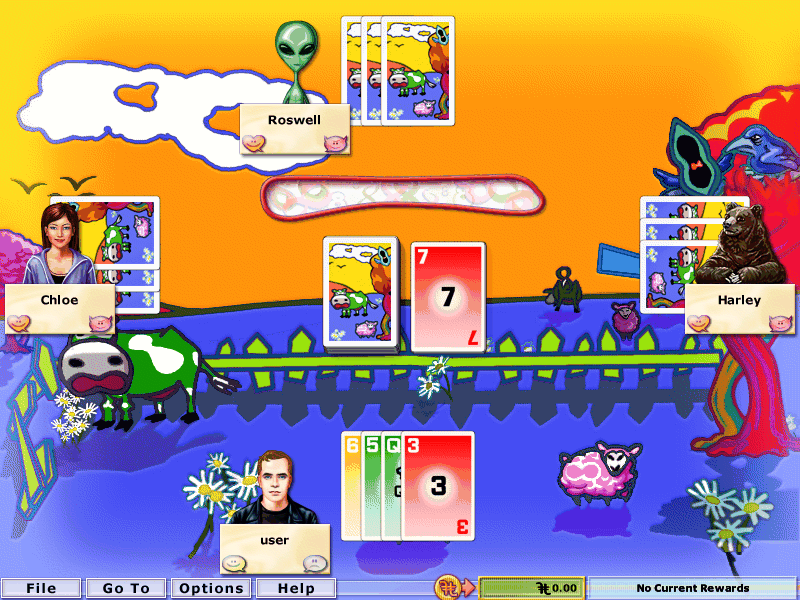 Roswell
Chloe
Harley
7
7
7
6 5 Q 3
Q
3
3
user
File
Go To
Options
Help
0.00
No Current Rewards